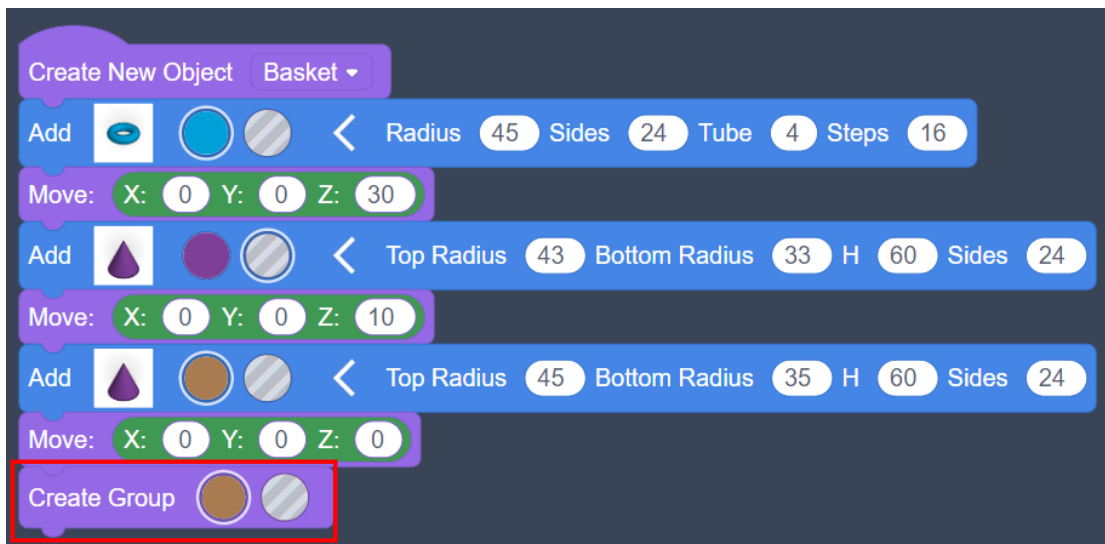 Create New Object Basket
Add Radius 45 Sides 24 Tube 4 Steps 16
Move: X: 0 Y: 0 Z: 30
Add Top Radius 43 Bottom Radius 33 H 60 Sides 24
Move: X: 0 Y: 0 Z: 10
Add Top Radius 45 Bottom Radius 35 H 60 Sides 24
Move: X: 0 Y: 0 Z: 0
Create Group